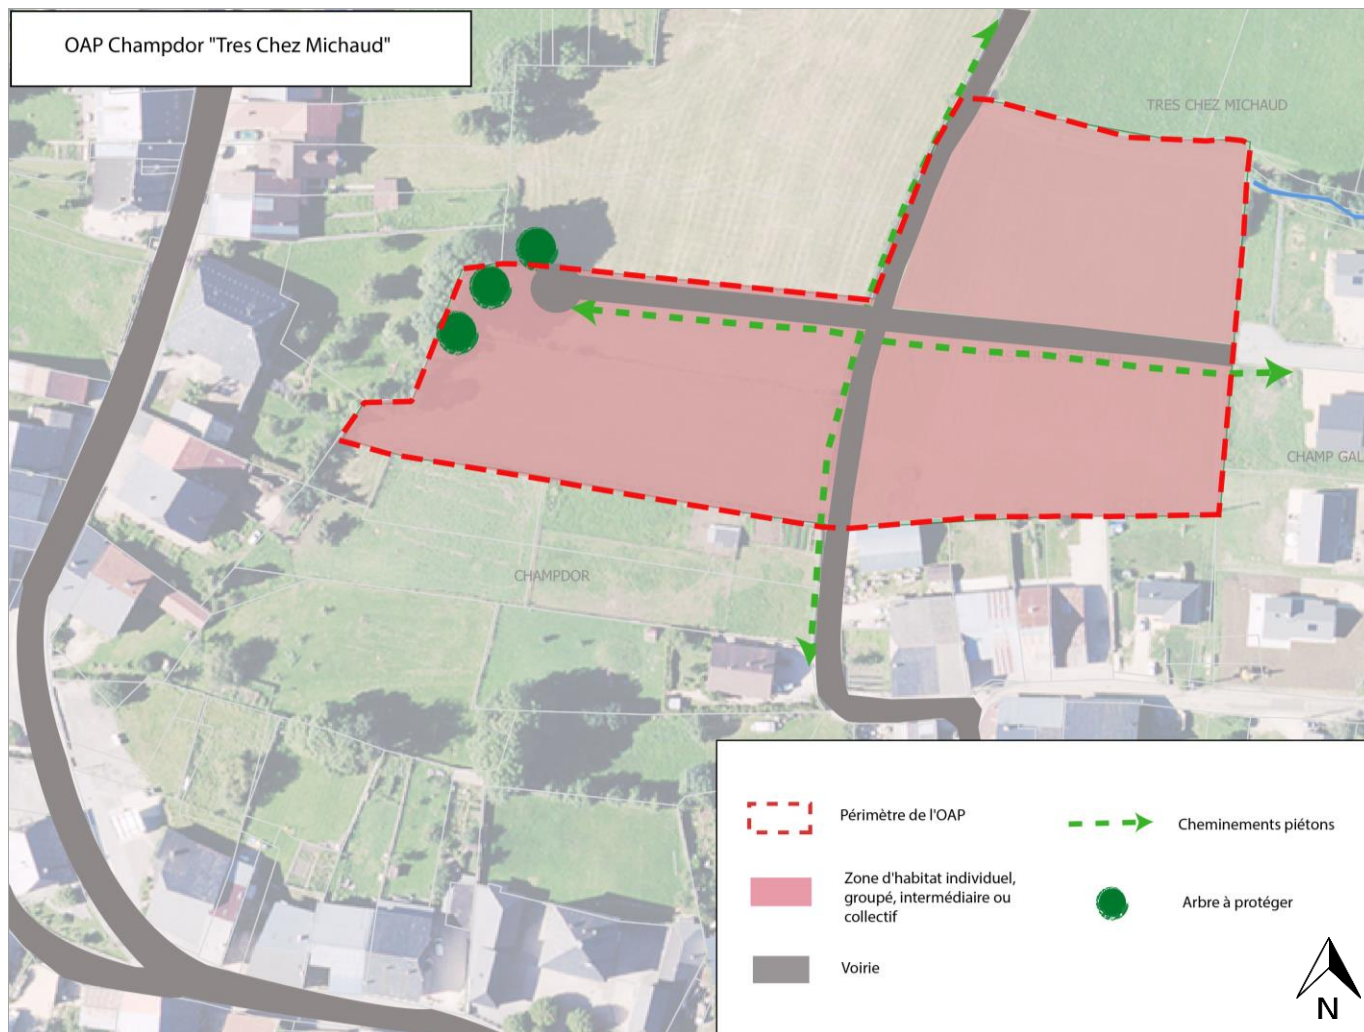 OAP Champdor "Tres Chez Michaud"
TRES CHEZ MICHAUD
CHAMP GAL
CHAMPDOR
Périmètre de l'OAP
Cheminements piétons
Zone d'habitat individuel,
groupé, intermédiaire ou
collectif
Arbre à protéger
Voirie
N